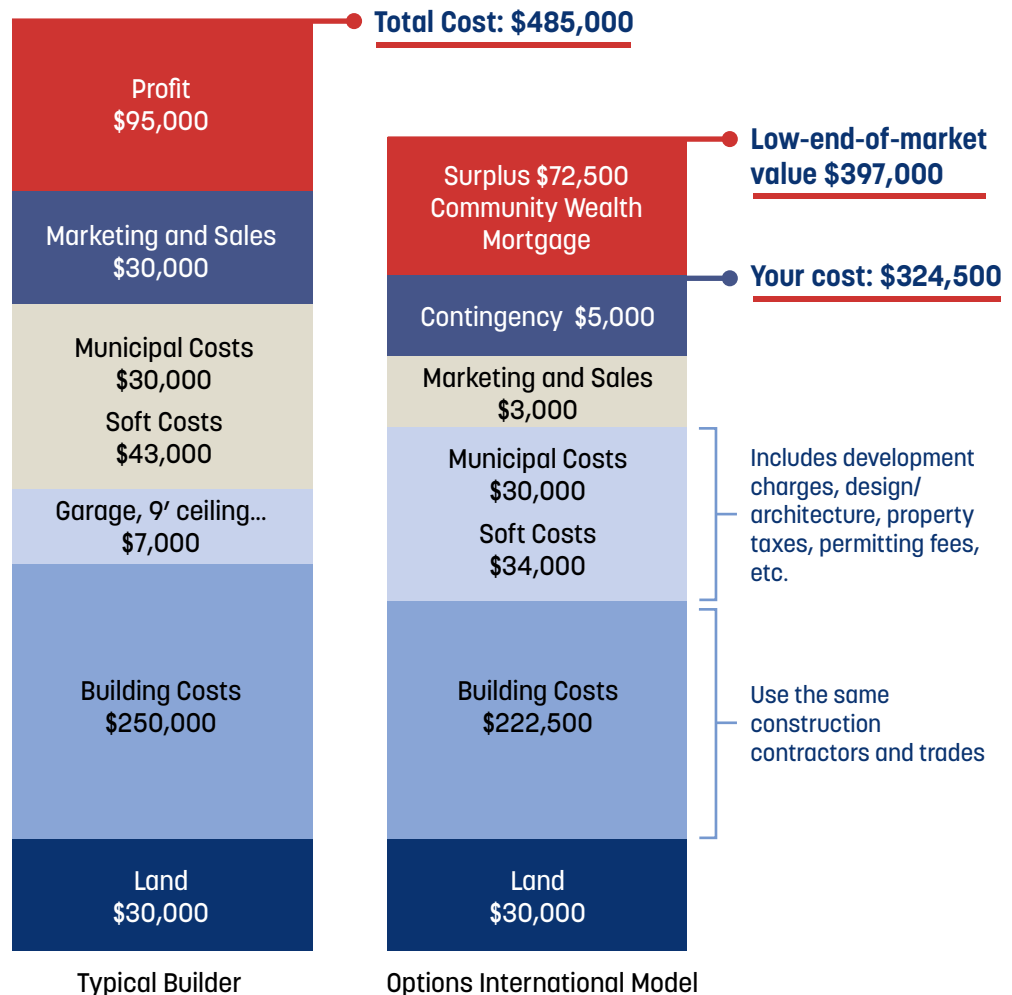 Total Cost: $485,000
Profit
$95,000
Marketing and Sales
$30,000
Municipal Costs
$30,000
Soft Costs
$43,000
Garage, 9’ ceiling...
$7,000
Building Costs
$250,000
Land
$30,000
Typical Builder
Low-end-of-market
value $397,000
Surplus $72,500
Community Wealth
Mortgage
Your cost: $324,500
Contingency $5,000
Marketing and Sales
$3,000
Municipal Costs
$30,000
Soft Costs
$34,000
Includes development
charges, design/
architecture, property
taxes, permitting fees,
etc.
Building Costs
$222,500
Use the same
construction
contractors and trades
Land
$30,000
Options International Model